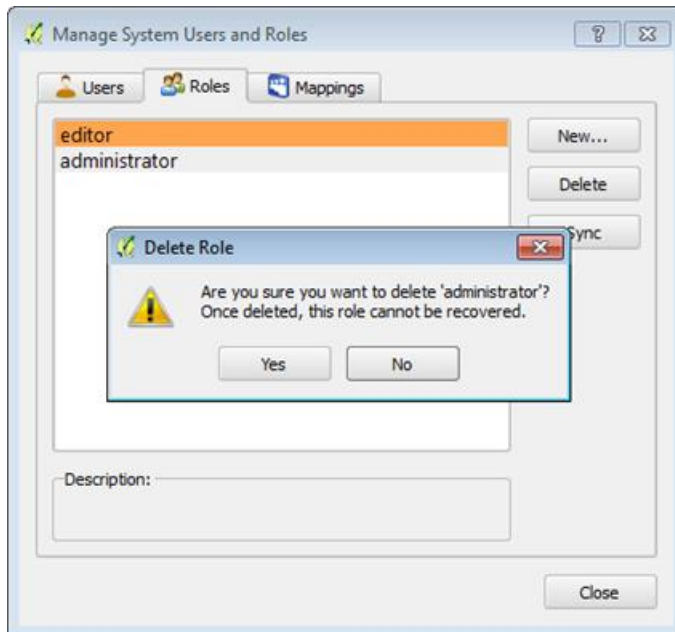 Manage System Users and Roles
Users Roles Mappings
editor
administrator
New...
Delete
Sync
Delete Role
Are you sure you want to delete 'administrator'?
Once deleted, this role cannot be recovered.
Yes No
Description:
Close